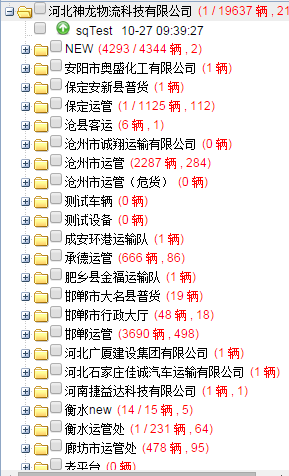 河北神龙物流科技有限公司 (1 / 19637 辆 , 21
sqTest 10-27 09:39:27
NEW (4293 / 4344 辆 , 2)
安阳市奥盛化工有限公司 (1 辆)
保定安新县普货 (1 辆)
保定运管 (1 / 1125 辆 , 112)
沧县客运 (6 辆 , 1)
沧州市诚翔运输有限公司 (0 辆)
沧州市运管 (2287 辆 , 284)
沧州市运管（危货） (0 辆)
测试车辆 (0 辆)
测试设备 (0 辆)
成安环港运输队 (1 辆)
承德运管 (666 辆 , 86)
肥乡县金福运输队 (1 辆)
邯郸市大名县普货 (19 辆)
邯郸市行政大厅 (48 辆 , 18)
邯郸运管 (3690 辆 , 498)
河北广厦建设集团有限公司 (1 辆)
河北石家庄佳诚汽车运输有限公司 (1 辆)
河南捷益达科技有限公司 (1 辆 , 1)
衡水new (14 / 15 辆 , 5)
衡水运管处 (1 / 231 辆 , 64)
廊坊市运管处 (478 辆 , 95)
老平台 (0 辆)